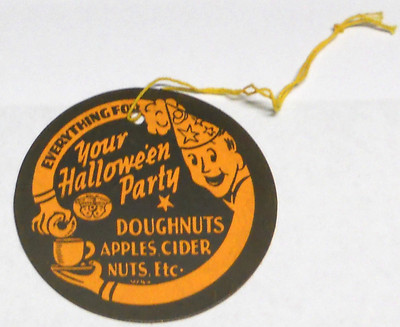 EVERYTHING FOR
Your
Hallowe'en
Party
DOUGHNUTS
APPLES CIDER
NUTS, Etc.